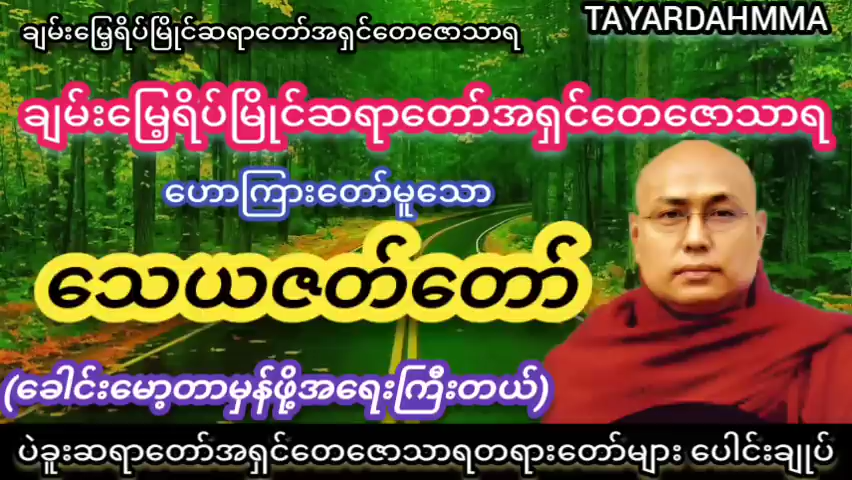 TAYARDAHMMA
ချမ်းမြေ့ရိပ်မြိုင်ဆရာတော်အရှင်တေဇောသာရ
ချမ်းမြေ့ရိပ်မြိုင်ဆရာတော်အရှင်တေဇောသာရ
ဟောကြားတော်မူသော
သေယဇတ်တော်
(ခေါင်းမော့တာမှန်ဖို့အရေးကြီးတယ်)
ပဲခူးဆရာတော်အရှင်တေဇောသာရတရားတော်များ ပေါင်းချုပ်